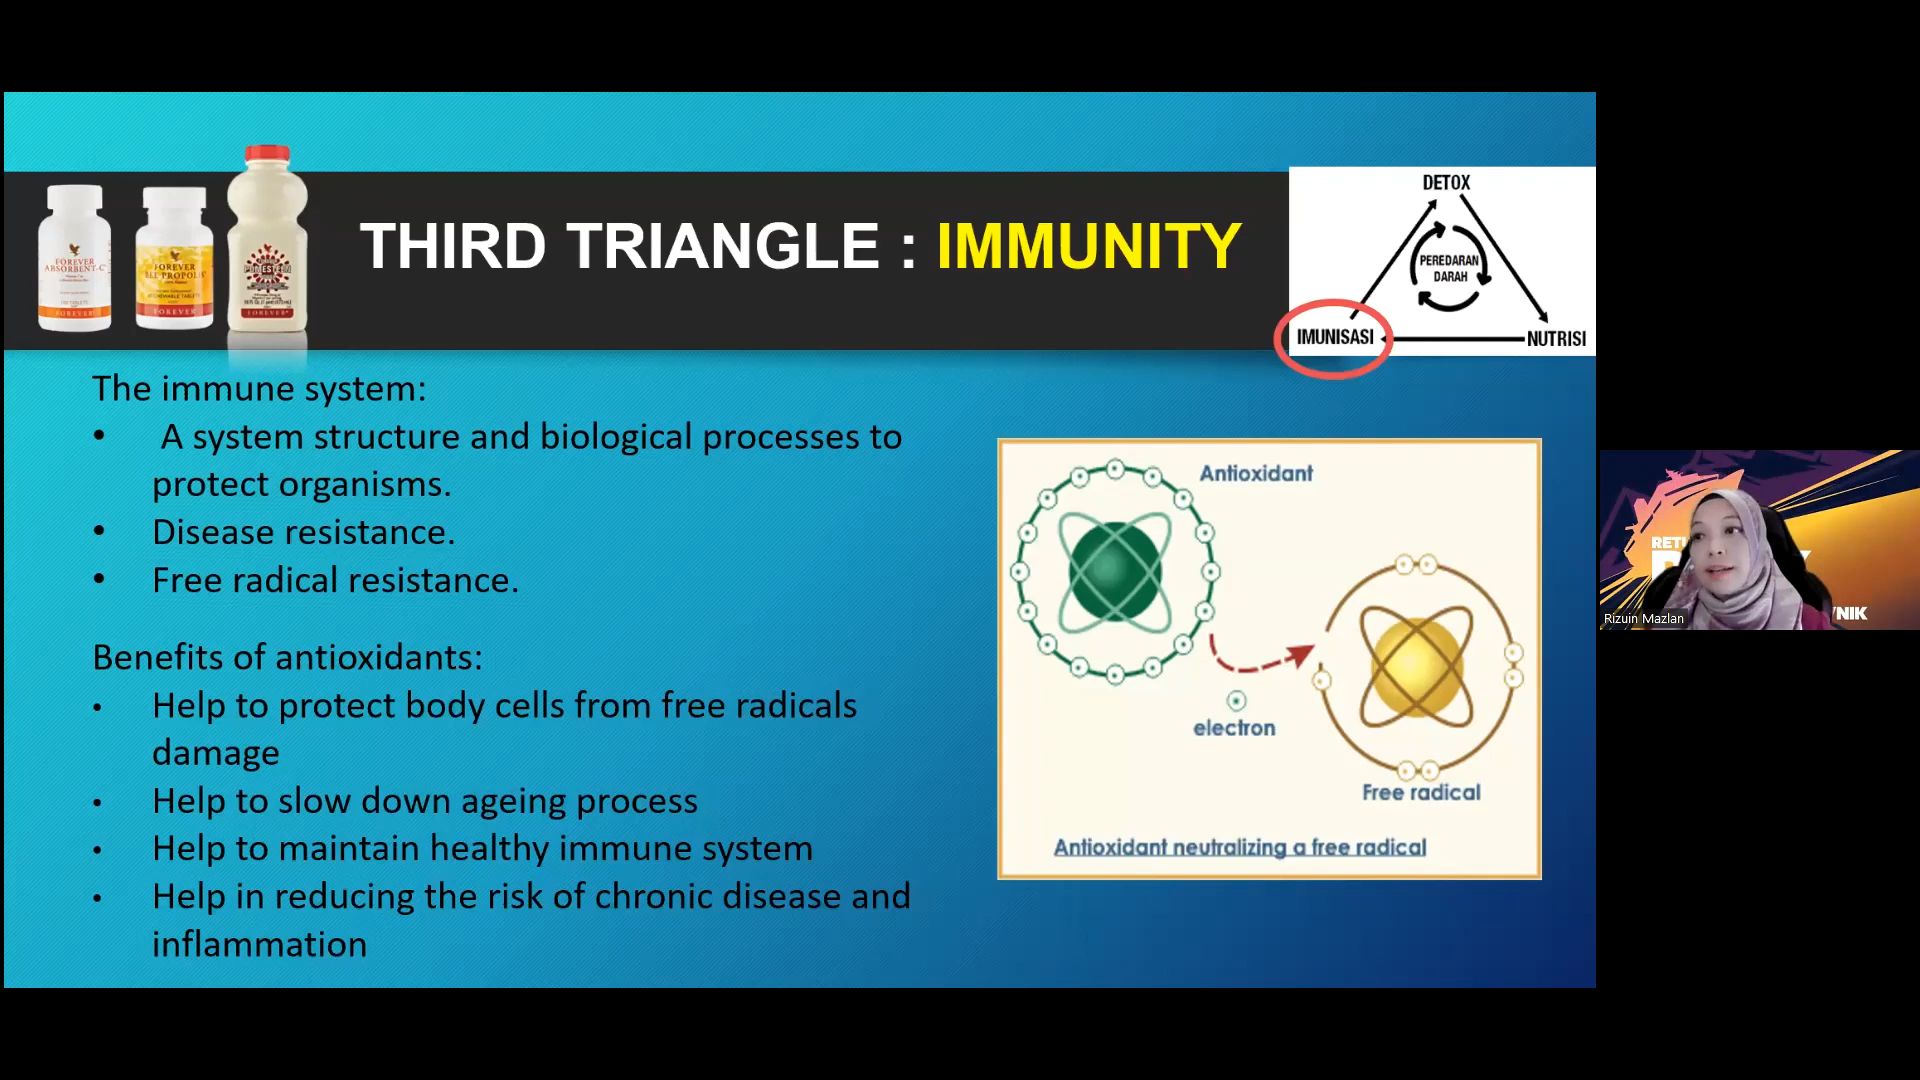 THIRD TRIANGLE : IMMUNITY
DETOX
PEREDARAN
DARAH
IMUNISASI
NUTRISI
FOREVER
ABSORBENT-C
FOREVER
FOREVER
BEE PROPOLIS
FOREVER
FOREVER
The immune system:
• A system structure and biological processes to
protect organisms.
• Disease resistance.
• Free radical resistance.
Benefits of antioxidants:
• Help to protect body cells from free radicals
damage
• Help to slow down ageing process
• Help to maintain healthy immune system
• Help in reducing the risk of chronic disease and
inflammation
Antioxidant
electron
Free radical
Antioxidant neutralizing a free radical
Rizuin Mazlan